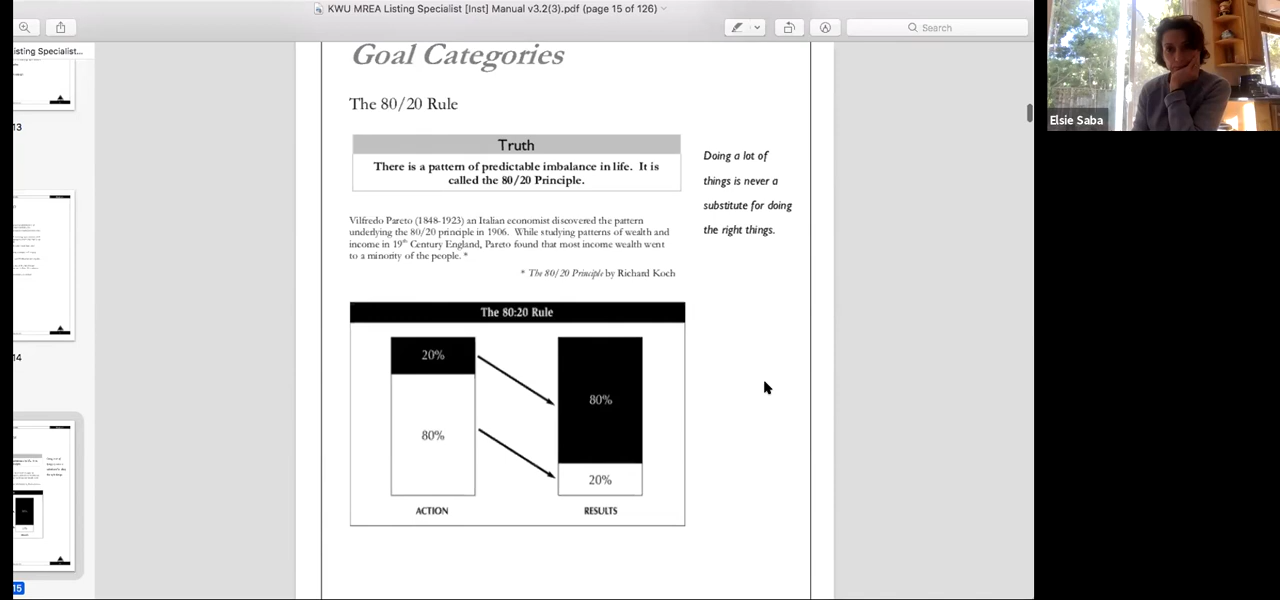 KWU MREA Listing Specialist [Inst] Manual v3.2(3).pdf (page 15 of 126)
Search
isting Specialist...
13
14
15
Goal Categories
The 80/20 Rule
Truth
There is a pattern of predictable imbalance in life. It is
called the 80/20 Principle.
Doing a lot of
things is never a
substitute for doing
the right things.
Vilfredo Pareto (1848-1923) an Italian economist discovered the pattern
underlying the 80/20 principle in 1906. While studying patterns of wealth and
income in 19th Century England, Pareto found that most income wealth went
to a minority of the people. *
* The 80/20 Principle by Richard Koch
The 80:20 Rule
20%
80%
80%
20%
ACTION
RESULTS
Elsie Saba